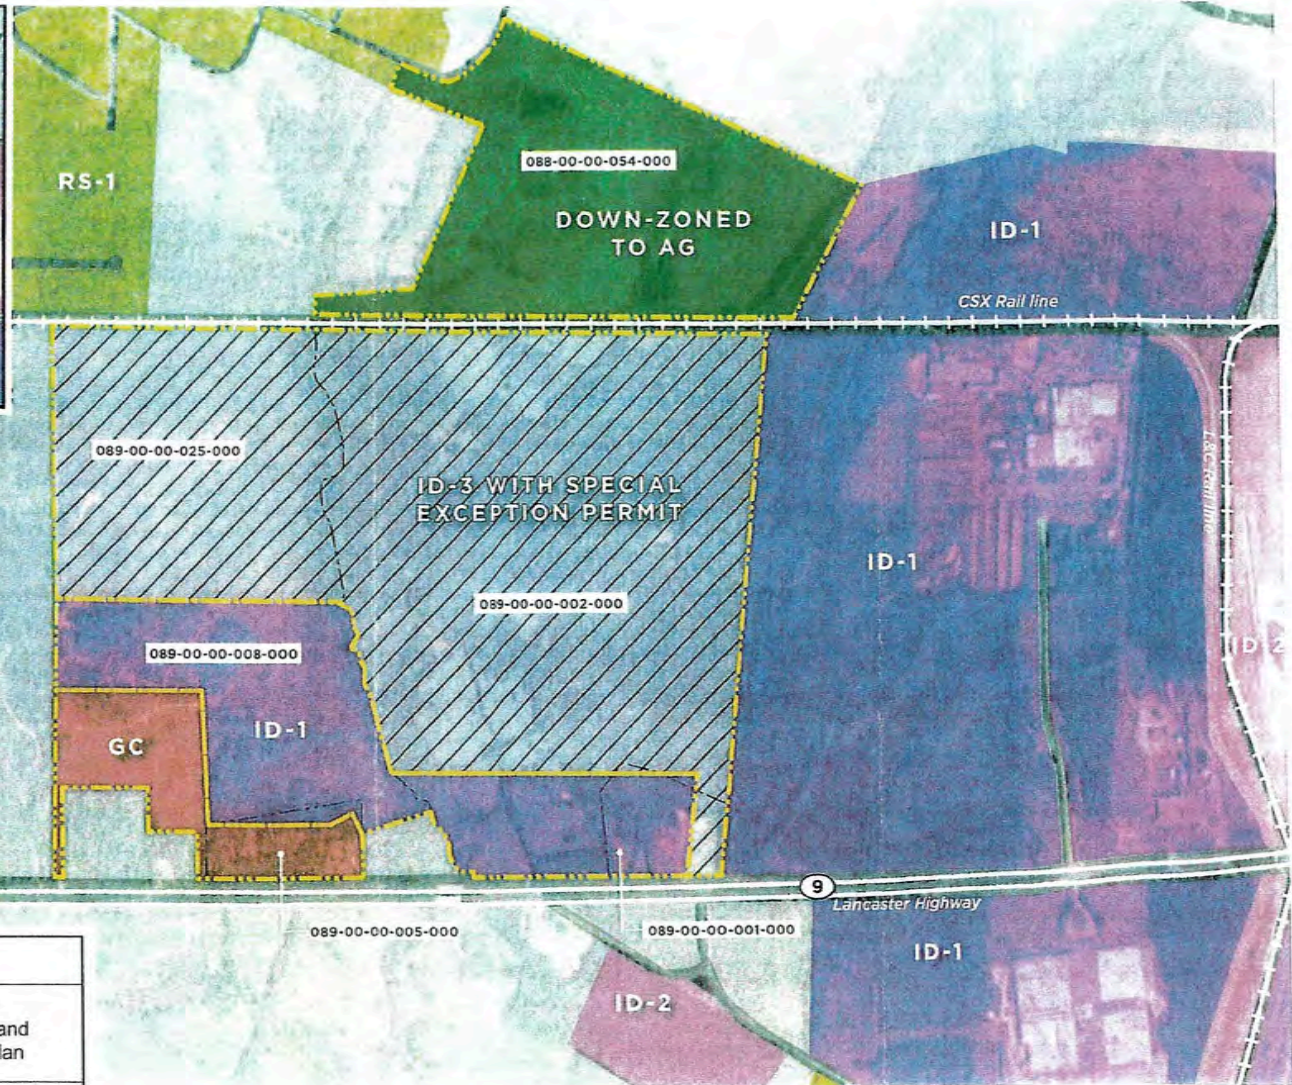 088-00-00-054-000
RS-1
DOWN-ZONED
TO AG
ID-1
CSX Rail line
089-00-00-025-000
ID-3 WITH SPECIAL
EXCEPTION PERMIT
L&C Rail line
ID-1
089-00-00-002-000
089-00-00-008-000
ID-2
ID-1
GC
9
Lancaster Highway
089-00-00-005-000
089-00-00-001-000
ID-1
ID-2
and
lan